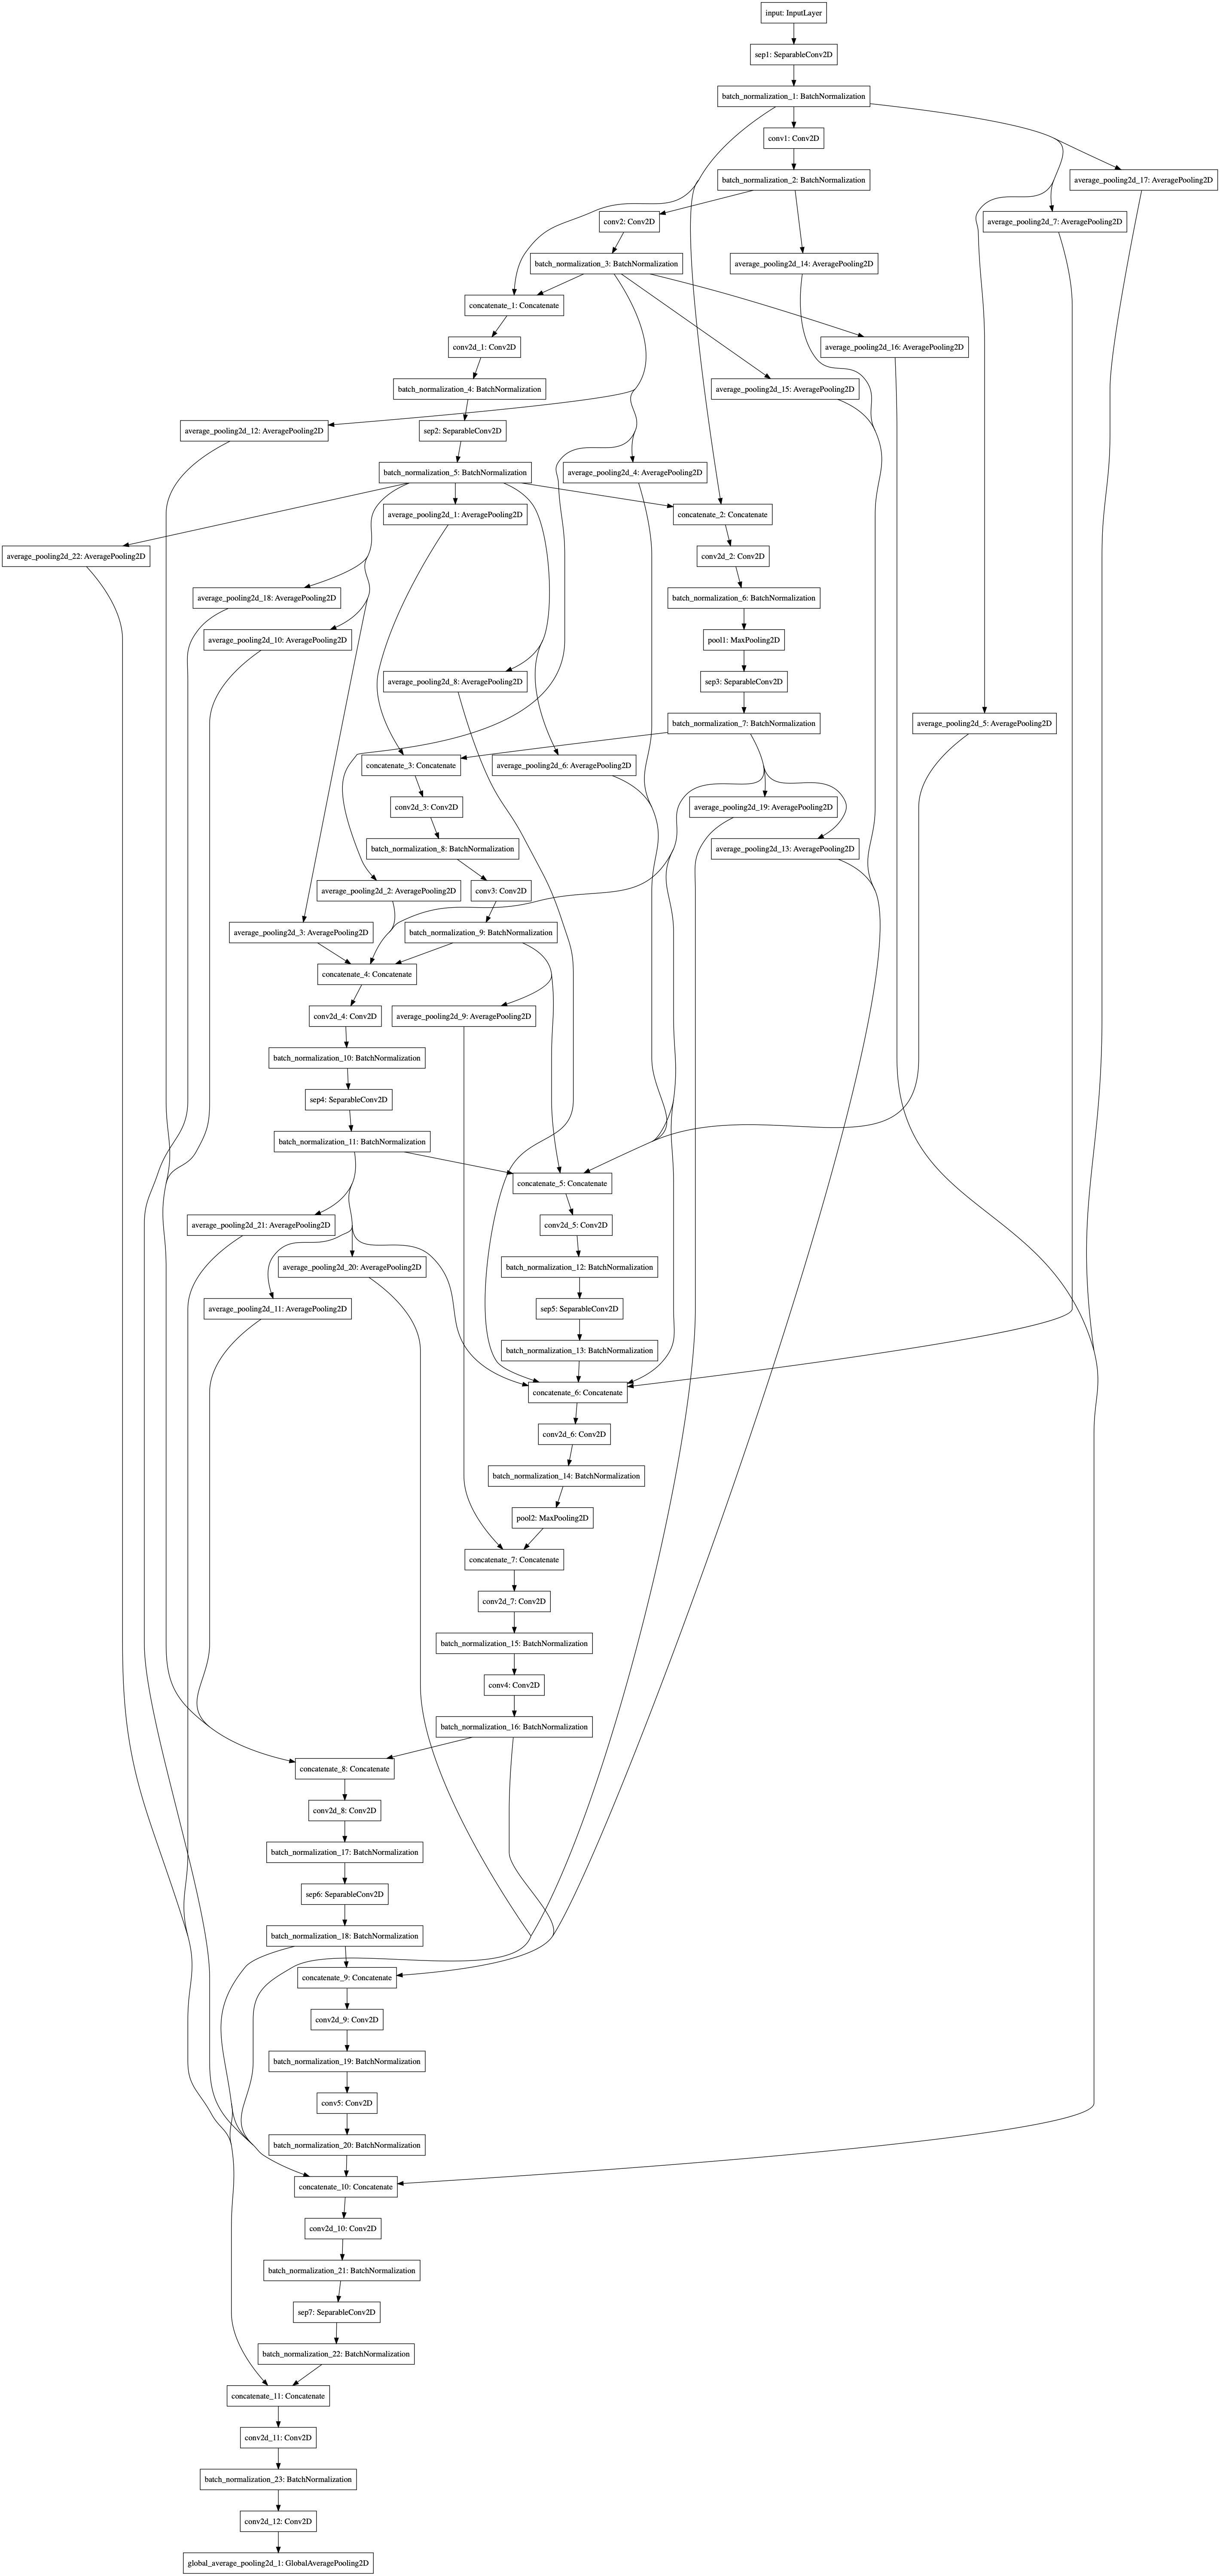 input: InputLayer
sep1: SeparableConv2D
batch_normalization_1: BatchNormalization
conv1: Conv2D
batch_normalization_2: BatchNormalization
average_pooling2d_17: AveragePooling2D
conv2: Conv2D
average_pooling2d_7: AveragePooling2D
batch_normalization_3: BatchNormalization
average_pooling2d_14: AveragePooling2D
concatenate_1: Concatenate
conv2d_1: Conv2D
average_pooling2d_16: AveragePooling2D
batch_normalization_4: BatchNormalization
average_pooling2d_15: AveragePooling2D
average_pooling2d_12: AveragePooling2D
sep2: SeparableConv2D
batch_normalization_5: BatchNormalization
average_pooling2d_4: AveragePooling2D
average_pooling2d_1: AveragePooling2D
concatenate_2: Concatenate
average_pooling2d_22: AveragePooling2D
conv2d_2: Conv2D
average_pooling2d_18: AveragePooling2D
batch_normalization_6: BatchNormalization
average_pooling2d_10: AveragePooling2D
pool1: MaxPooling2D
average_pooling2d_8: AveragePooling2D
sep3: SeparableConv2D
batch_normalization_7: BatchNormalization
average_pooling2d_5: AveragePooling2D
concatenate_3: Concatenate
average_pooling2d_6: AveragePooling2D
conv2d_3: Conv2D
average_pooling2d_19: AveragePooling2D
batch_normalization_8: BatchNormalization
average_pooling2d_13: AveragePooling2D
average_pooling2d_2: AveragePooling2D
conv3: Conv2D
average_pooling2d_3: AveragePooling2D
batch_normalization_9: BatchNormalization
concatenate_4: Concatenate
conv2d_4: Conv2D
average_pooling2d_9: AveragePooling2D
batch_normalization_10: BatchNormalization
sep4: SeparableConv2D
batch_normalization_11: BatchNormalization
concatenate_5: Concatenate
average_pooling2d_21: AveragePooling2D
conv2d_5: Conv2D
average_pooling2d_20: AveragePooling2D
batch_normalization_12: BatchNormalization
average_pooling2d_11: AveragePooling2D
sep5: SeparableConv2D
batch_normalization_13: BatchNormalization
concatenate_6: Concatenate
conv2d_6: Conv2D
batch_normalization_14: BatchNormalization
pool2: MaxPooling2D
concatenate_7: Concatenate
conv2d_7: Conv2D
batch_normalization_15: BatchNormalization
conv4: Conv2D
batch_normalization_16: BatchNormalization
concatenate_8: Concatenate
conv2d_8: Conv2D
batch_normalization_17: BatchNormalization
sep6: SeparableConv2D
batch_normalization_18: BatchNormalization
concatenate_9: Concatenate
conv2d_9: Conv2D
batch_normalization_19: BatchNormalization
conv5: Conv2D
batch_normalization_20: BatchNormalization
concatenate_10: Concatenate
conv2d_10: Conv2D
batch_normalization_21: BatchNormalization
sep7: SeparableConv2D
batch_normalization_22: BatchNormalization
concatenate_11: Concatenate
conv2d_11: Conv2D
batch_normalization_23: BatchNormalization
conv2d_12: Conv2D
global_average_pooling2d_1: GlobalAveragePooling2D